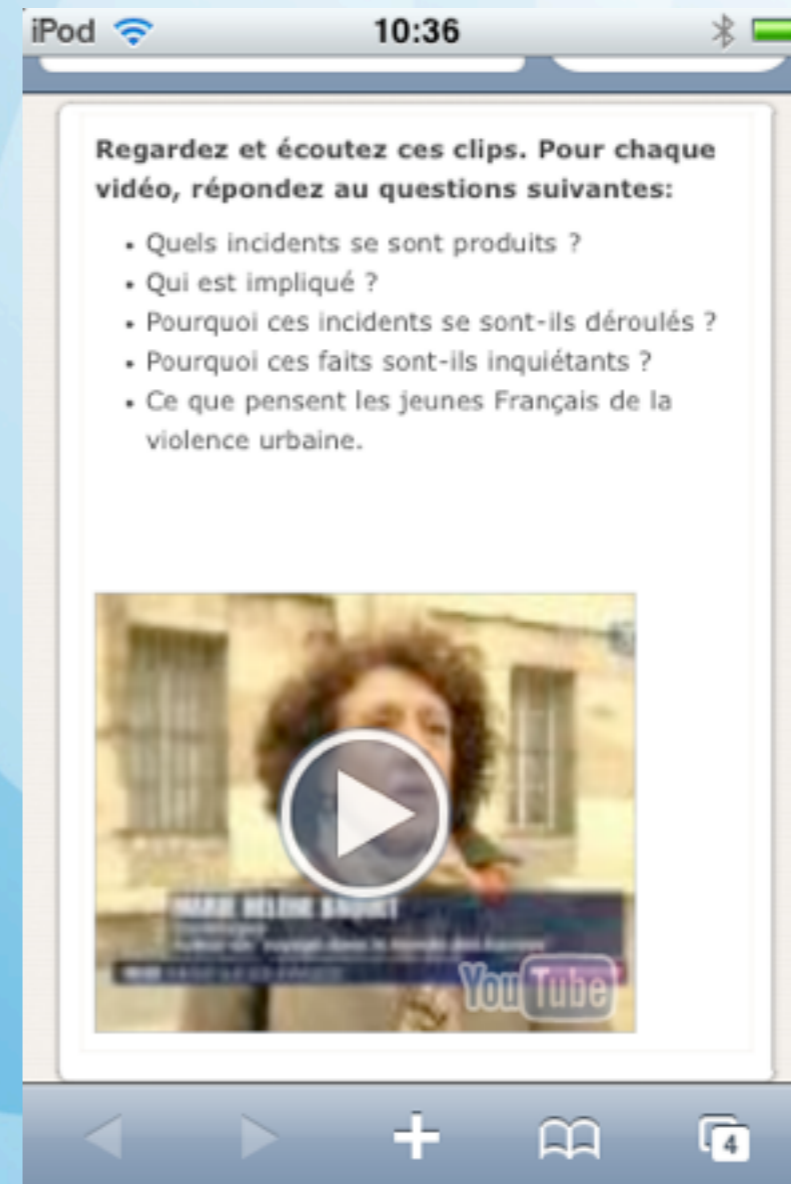 iPod 10:36
Regardez et écoutez ces clips. Pour chaque
vidéo, répondez au questions suivantes:
• Quels incidents se sont produits ?
• Qui est impliqué ?
• Pourquoi ces incidents se sont-ils déroulés ?
• Pourquoi ces faits sont-ils inquiétants ?
• Ce que pensent les jeunes Français de la
violence urbaine.
MARIE HELENE
YouTube
4